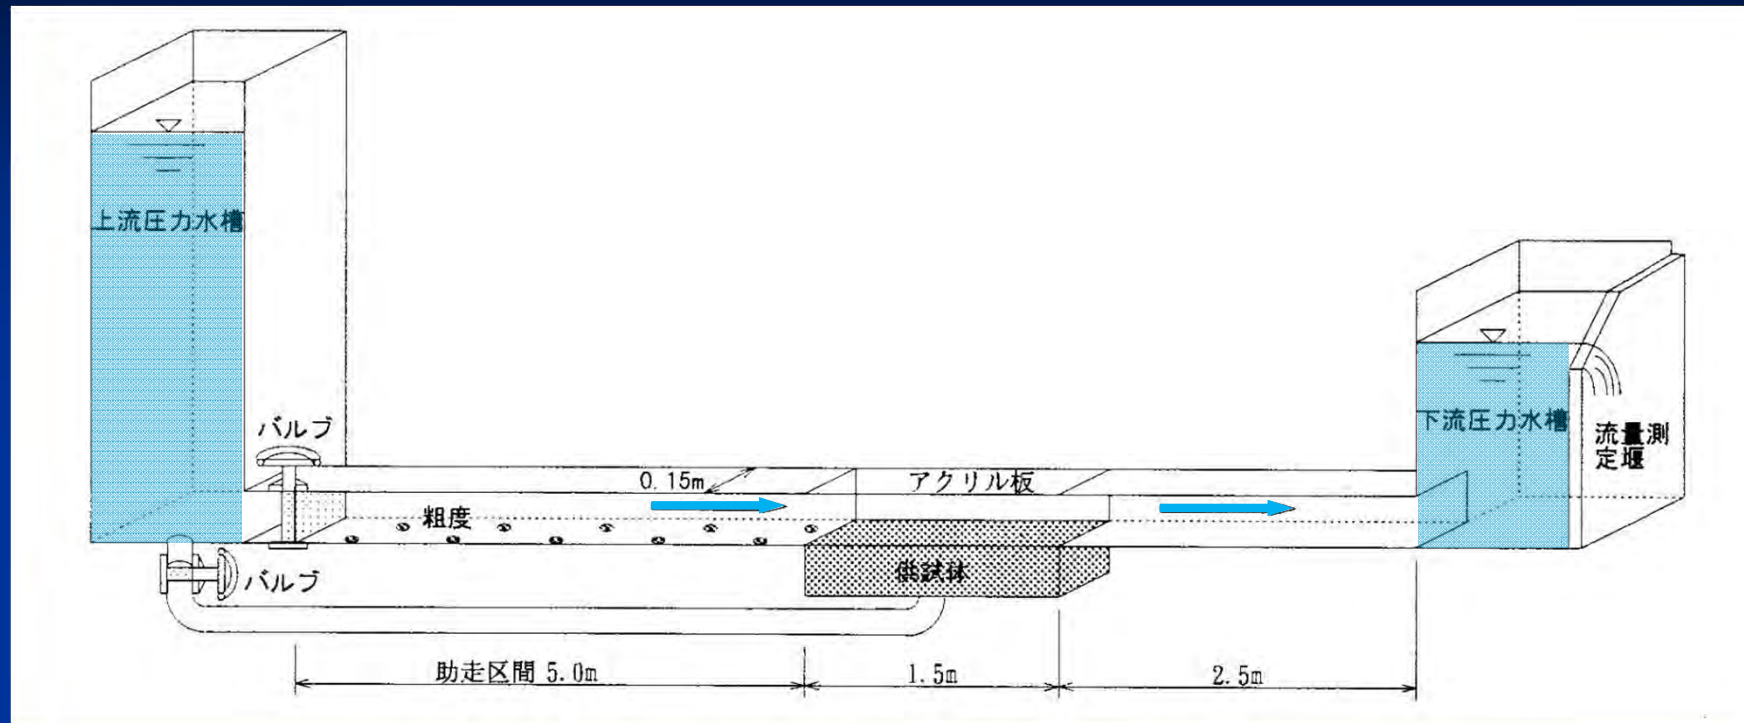 上流圧力水槽
バルブ
0.15m
アクリル板
粗度
下流圧力水槽
流量測
定堰
バルブ
供試体
助走区間 5.0m
1.5m
2.5m